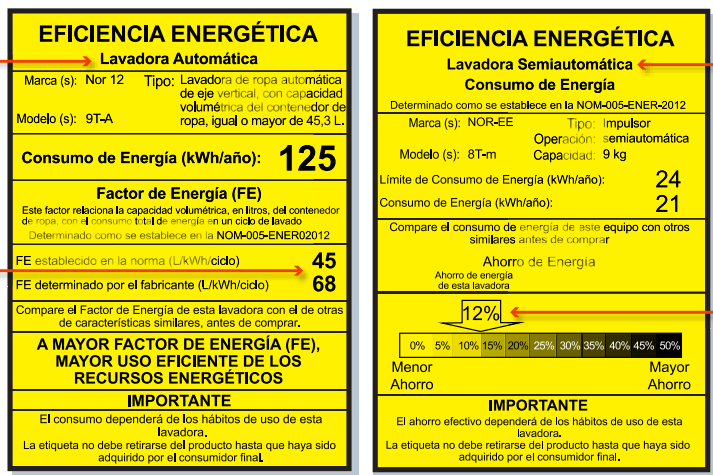 EFICIENCIA ENERGÉTICA
Lavadora Automática
Marca (s): Nor 12
Modelo (s): 9T-A
Tipo: Lavadora de ropa automática
de eje vertical, con capacidad
volumétrica del contenedor de
ropa, igual o mayor de 45,3 L.
Consumo de Energía (kWh/año): 125
Factor de Energía (FE)
Este factor relaciona la capacidad volumétrica, en litros, del contenedor
de ropa, con el consumo total de energía en un ciclo de lavado
Determinado como se establece en la NOM-005-ENER02012
FE establecido en la norma (L/kWh/ciclo) 45
FE determinado por el fabricante (L/kWh/ciclo) 68
Compare el Factor de Energía de esta lavadora con el de otras
de características similares, antes de comprar.
A MAYOR FACTOR DE ENERGÍA (FE),
MAYOR USO EFICIENTE DE LOS
RECURSOS ENERGÉTICOS
IMPORTANTE
El consumo dependerá de los hábitos de uso de esta
lavadora.
La etiqueta no debe retirarse del producto hasta que haya sido
adquirido por el consumidor final.
EFICIENCIA ENERGÉTICA
Lavadora Semiautomática
Consumo de Energía
Determinado como se establece en la NOM-005-ENER-2012
Marca (s): NOR-EE Tipo: Impulsor
Operación: semiautomática
Modelo (s): 8T-m Capacidad: 9 kg
Límite de Consumo de Energía (kWh/año): 24
Consumo de Energía (kWh/año): 21
Compare el consumo de energía de este equipo con otros
similares antes de comprar
Ahorro de Energía
Ahorro de energía
de esta lavadora
12%
0% 5% 10% 15% 20% 25% 30% 35% 40% 45% 50%
Menor Mayor
Ahorro Ahorro
IMPORTANTE
El ahorro efectivo dependerá de los hábitos de uso de esta
lavadora.
La etiqueta no debe retirarse del producto hasta que haya sido
adquirido por el consumidor final.